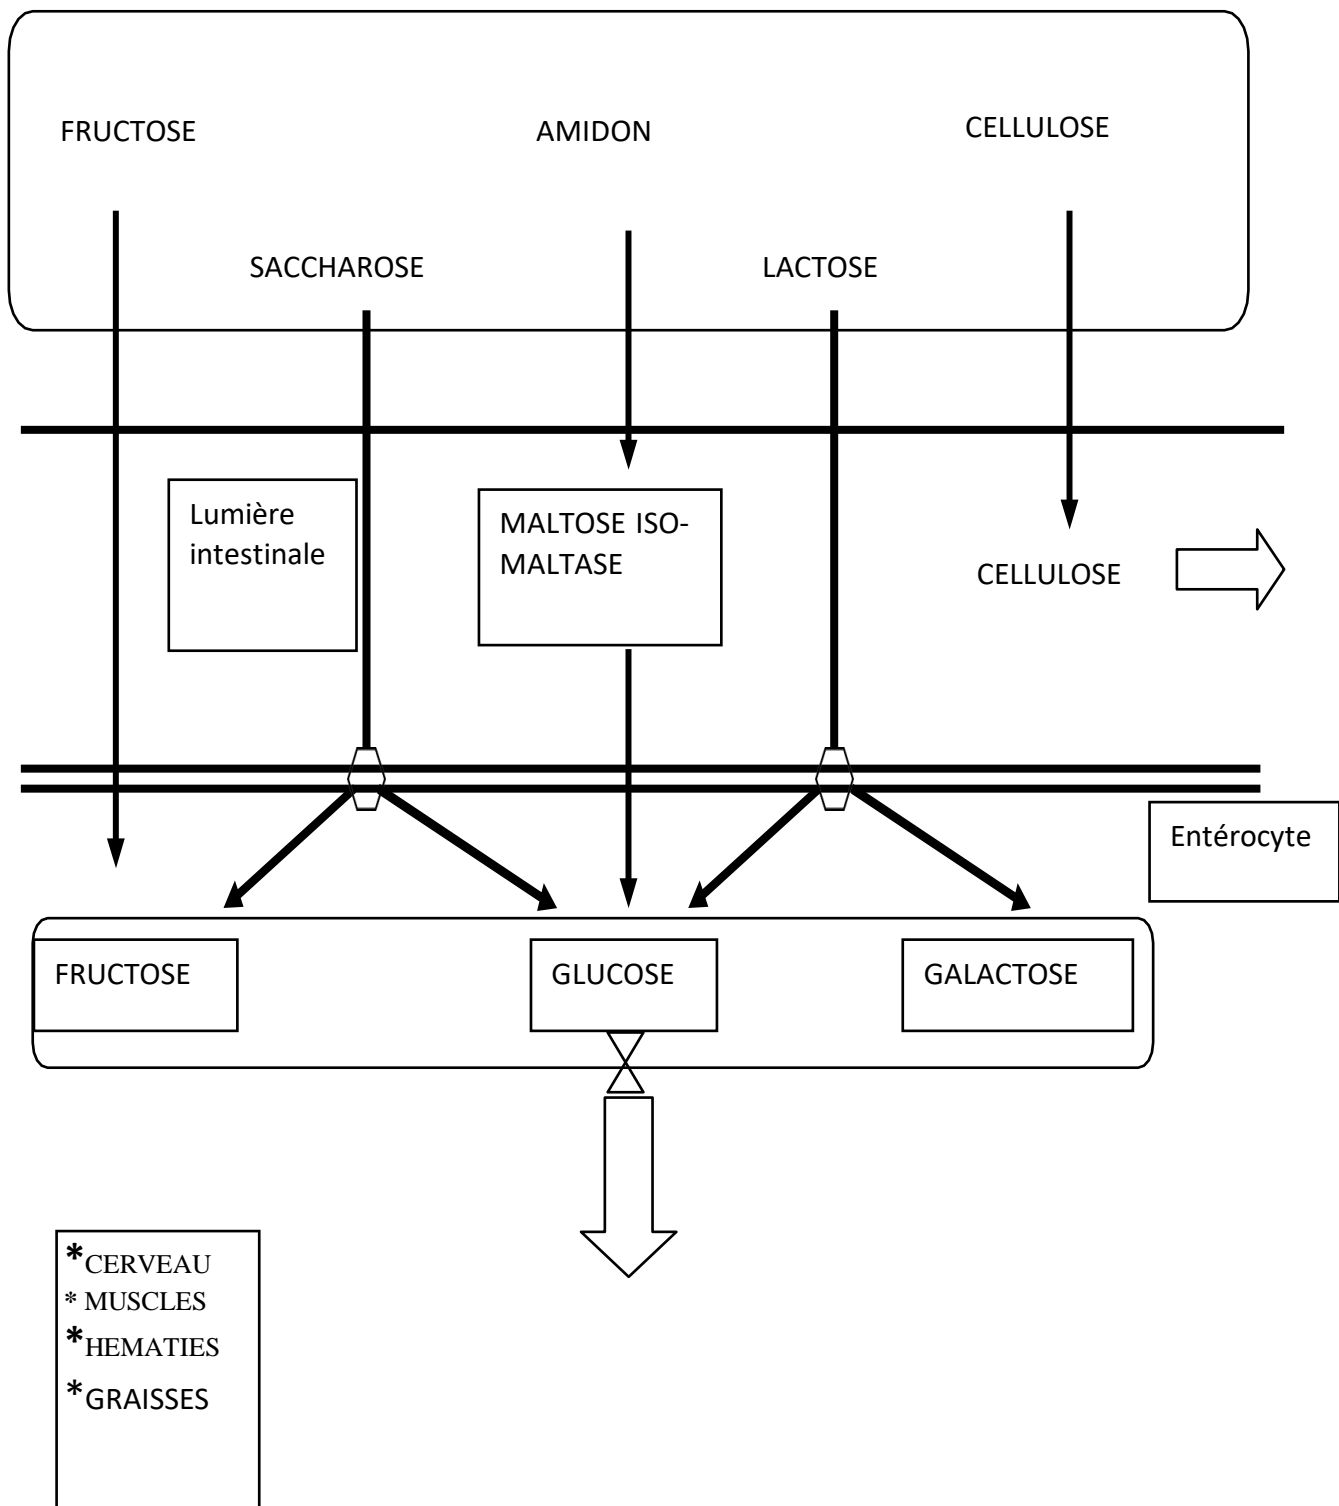 FRUCTOSE
AMIDON
CELLULOSE
SACCHAROSE
LACTOSE
Lumière
intestinale
MALTOSE ISO-
MALTASE
CELLULOSE
Entérocyte
FRUCTOSE
GLUCOSE
GALACTOSE
*CERVEAU
* MUSCLES
*HEMATIES
*GRAISSES